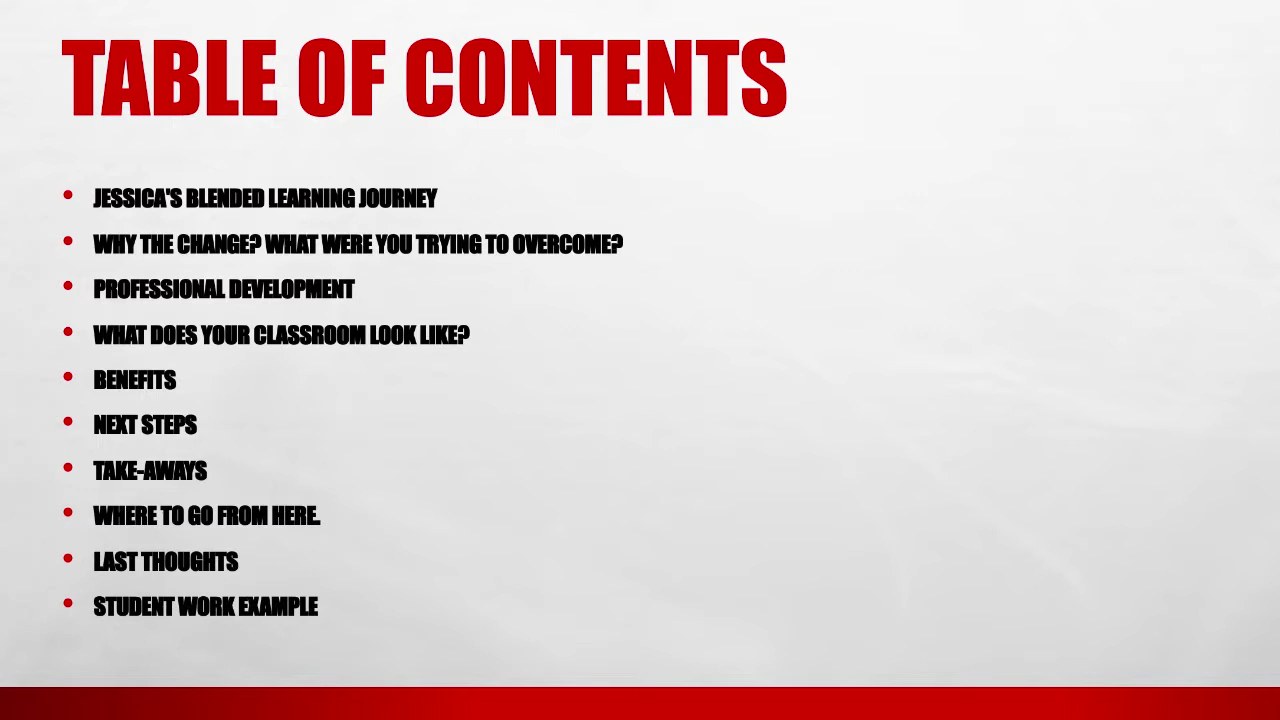 TABLE OF CONTENTS
• JESSICA'S BLENDED LEARNING JOURNEY
• WHY THE CHANGE? WHAT WERE YOU TRYING TO OVERCOME?
• PROFESSIONAL DEVELOPMENT
• WHAT DOES YOUR CLASSROOM LOOK LIKE?
• BENEFITS
• NEXT STEPS
• TAKE-AWAYS
• WHERE TO GO FROM HERE.
• LAST THOUGHTS
• STUDENT WORK EXAMPLE